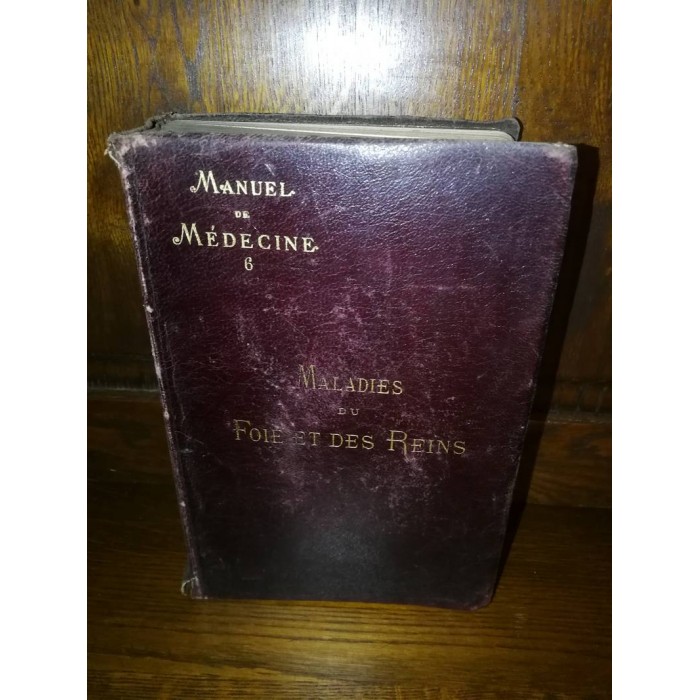 MANUEL
DE
MÉDECINE
6
MALADIES
DU
FOIE ET DES REINS